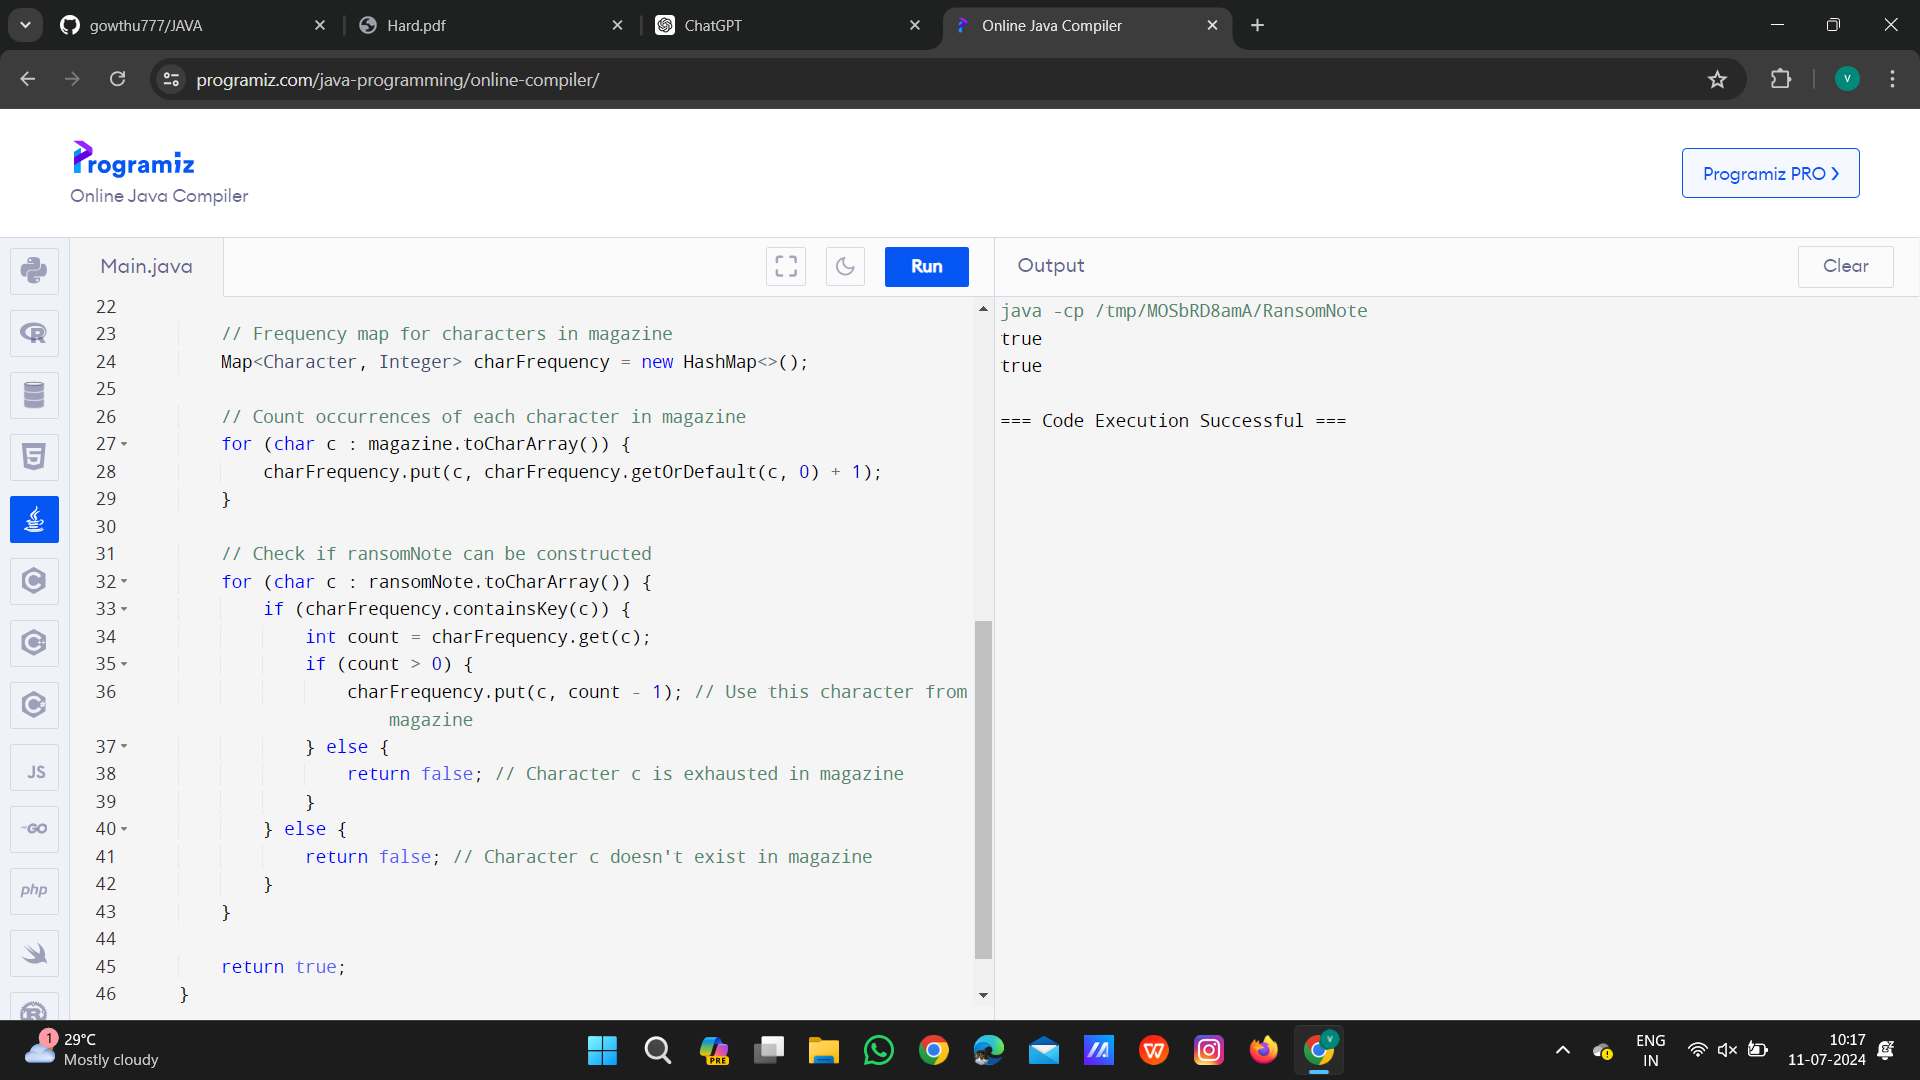 gowthu777/JAVA
Hard.pdf
ChatGPT
Online Java Compiler
programiz.com/java-programming/online-compiler/
V
Programiz
Online Java Compiler
Programiz PRO
Main.java
Run
Output
Clear
22
23 // Frequency map for characters in magazine
24 Map<Character, Integer> charFrequency = new HashMap<>();
25
26 // Count occurrences of each character in magazine
27 for (char c : magazine.toCharArray()) {
28 charFrequency.put(c, charFrequency.getOrDefault(c, 0) + 1);
29 }
30
31 // Check if ransomNote can be constructed
32 for (char c : ransomNote.toCharArray()) {
33 if (charFrequency.containsKey(c)) {
34 int count = charFrequency.get(c);
35 if (count > 0) {
36 charFrequency.put(c, count - 1); // Use this character from
magazine
37 } else {
38 return false; // Character c is exhausted in magazine
39 }
40 } else {
41 return false; // Character c doesn't exist in magazine
42 }
43 }
44
45 return true;
46 }
java -cp /tmp/MOSbRD8amA/RansomNote
true
true
=== Code Execution Successful ===
JS
GO
php
1
29°C
Mostly cloudy
PRE
V
ENG
IN
10:17
11-07-2024